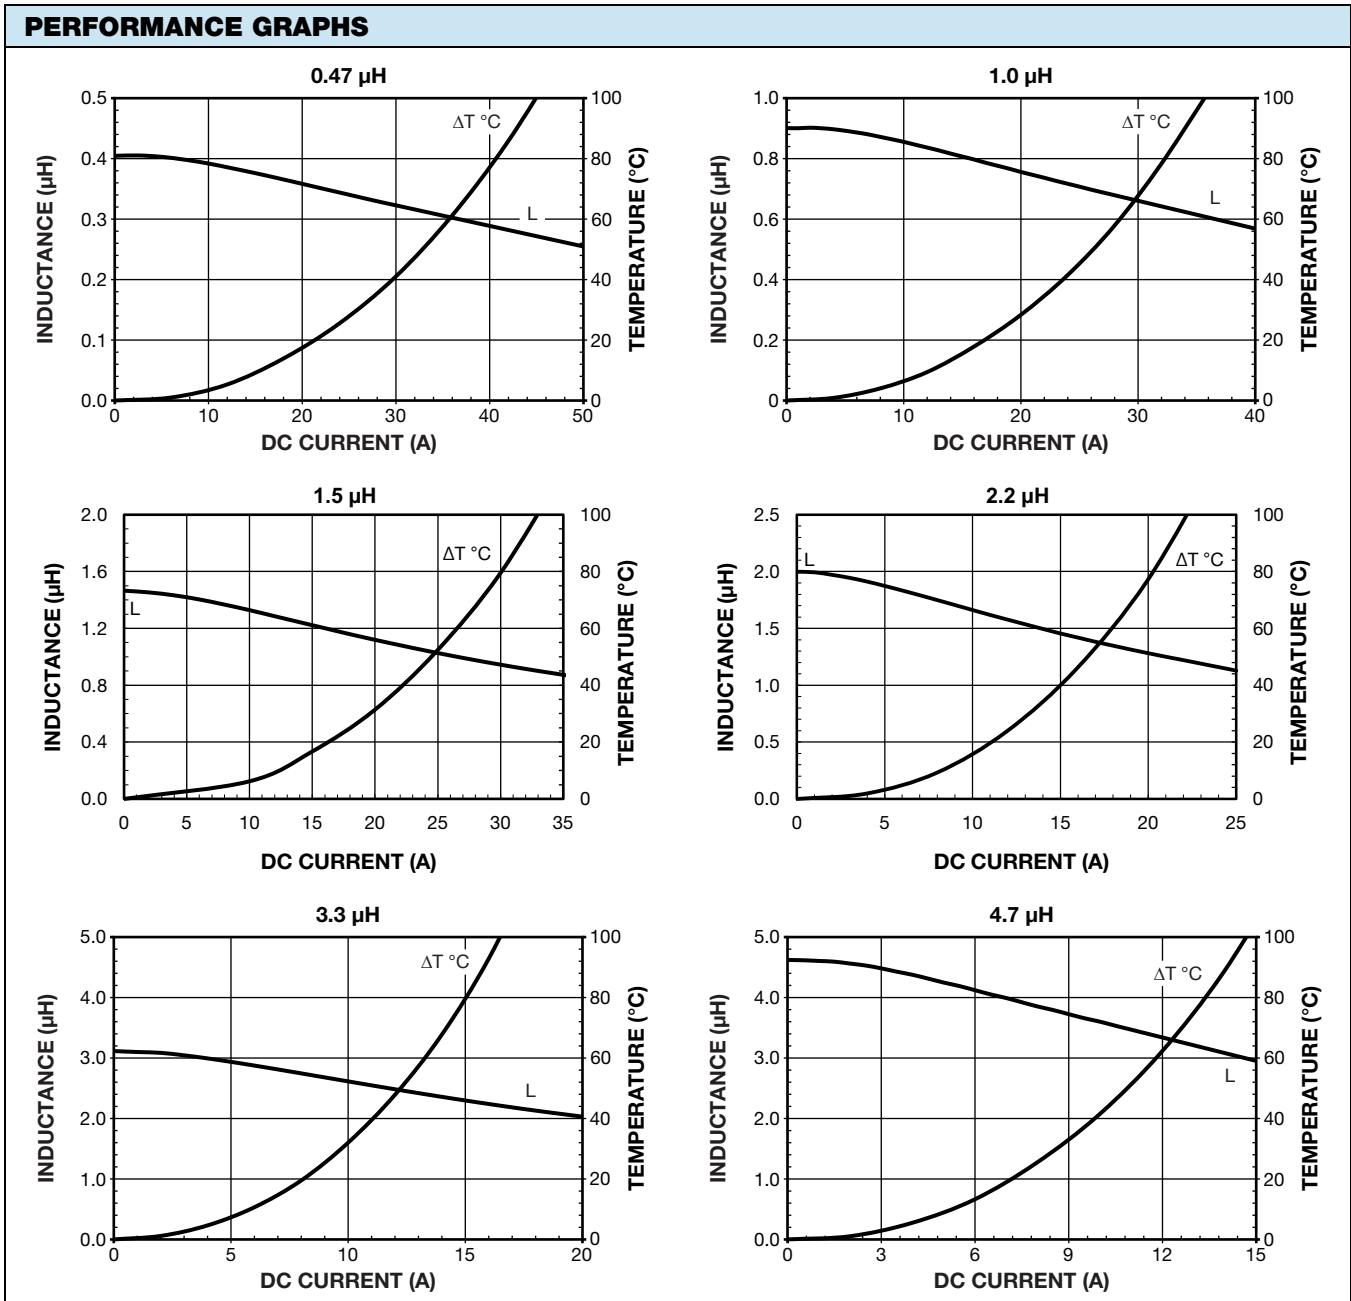 PERFORMANCE GRAPHS
0.47 µH
0.5
0.4
0.3
0.2
0.1
0.0
100
80
60
40
20
0
ΔT °C
L
0 10 20 30 40 50
INDUCTANCE (µH)
TEMPERATURE (°C)
DC CURRENT (A)
1.0 µH
1.0
0.8
0.6
0.4
0.2
0
100
80
60
40
20
0
ΔT °C
L
0 10 20 30 40
INDUCTANCE (µH)
TEMPERATURE (°C)
DC CURRENT (A)
1.5 µH
2.0
1.6
1.2
0.8
0.4
0.0
100
80
60
40
20
0
ΔT °C
L
0 5 10 15 20 25 30 35
INDUCTANCE (µH)
TEMPERATURE (°C)
DC CURRENT (A)
2.2 µH
2.5
2.0
1.5
1.0
0.5
0.0
100
80
60
40
20
0
L
ΔT °C
0 5 10 15 20 25
INDUCTANCE (µH)
TEMPERATURE (°C)
DC CURRENT (A)
3.3 µH
5.0
4.0
3.0
2.0
1.0
0.0
100
80
60
40
20
0
ΔT °C
L
0 5 10 15 20
INDUCTANCE (µH)
TEMPERATURE (°C)
DC CURRENT (A)
4.7 µH
5.0
4.0
3.0
2.0
1.0
0.0
100
80
60
40
20
0
ΔT °C
L
0 3 6 9 12 15
INDUCTANCE (µH)
TEMPERATURE (°C)
DC CURRENT (A)